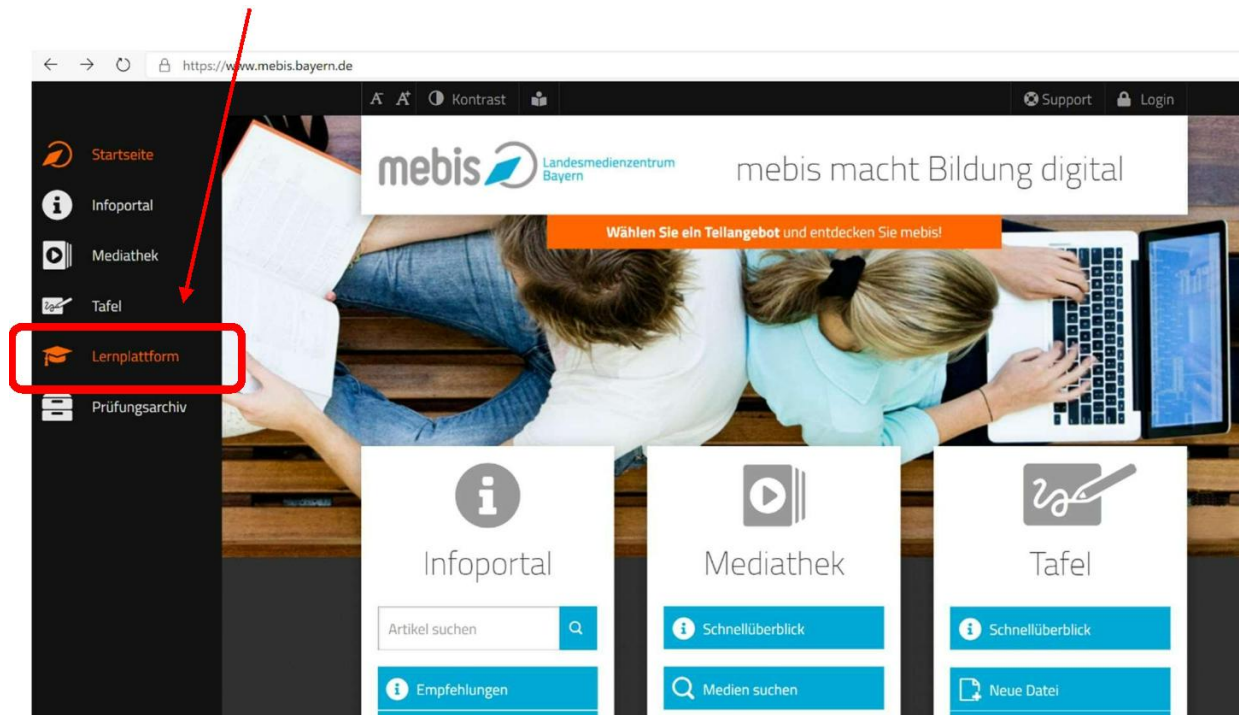 https://www.mebis.bayern.de
A- A+ Kontrast
Support
Login
Startseite
Infoportal
Mediathek
Tafel
Lernplattform
Prüfungsarchiv
mebis Landesmedienzentrum
Bayern
mebis macht Bildung digital
Wählen Sie ein Teilangebot und entdecken Sie mebis!
Infoportal
Artikel suchen
Empfehlungen
Mediathek
Schnellüberblick
Medien suchen
Tafel
Schnellüberblick
Neue Datei